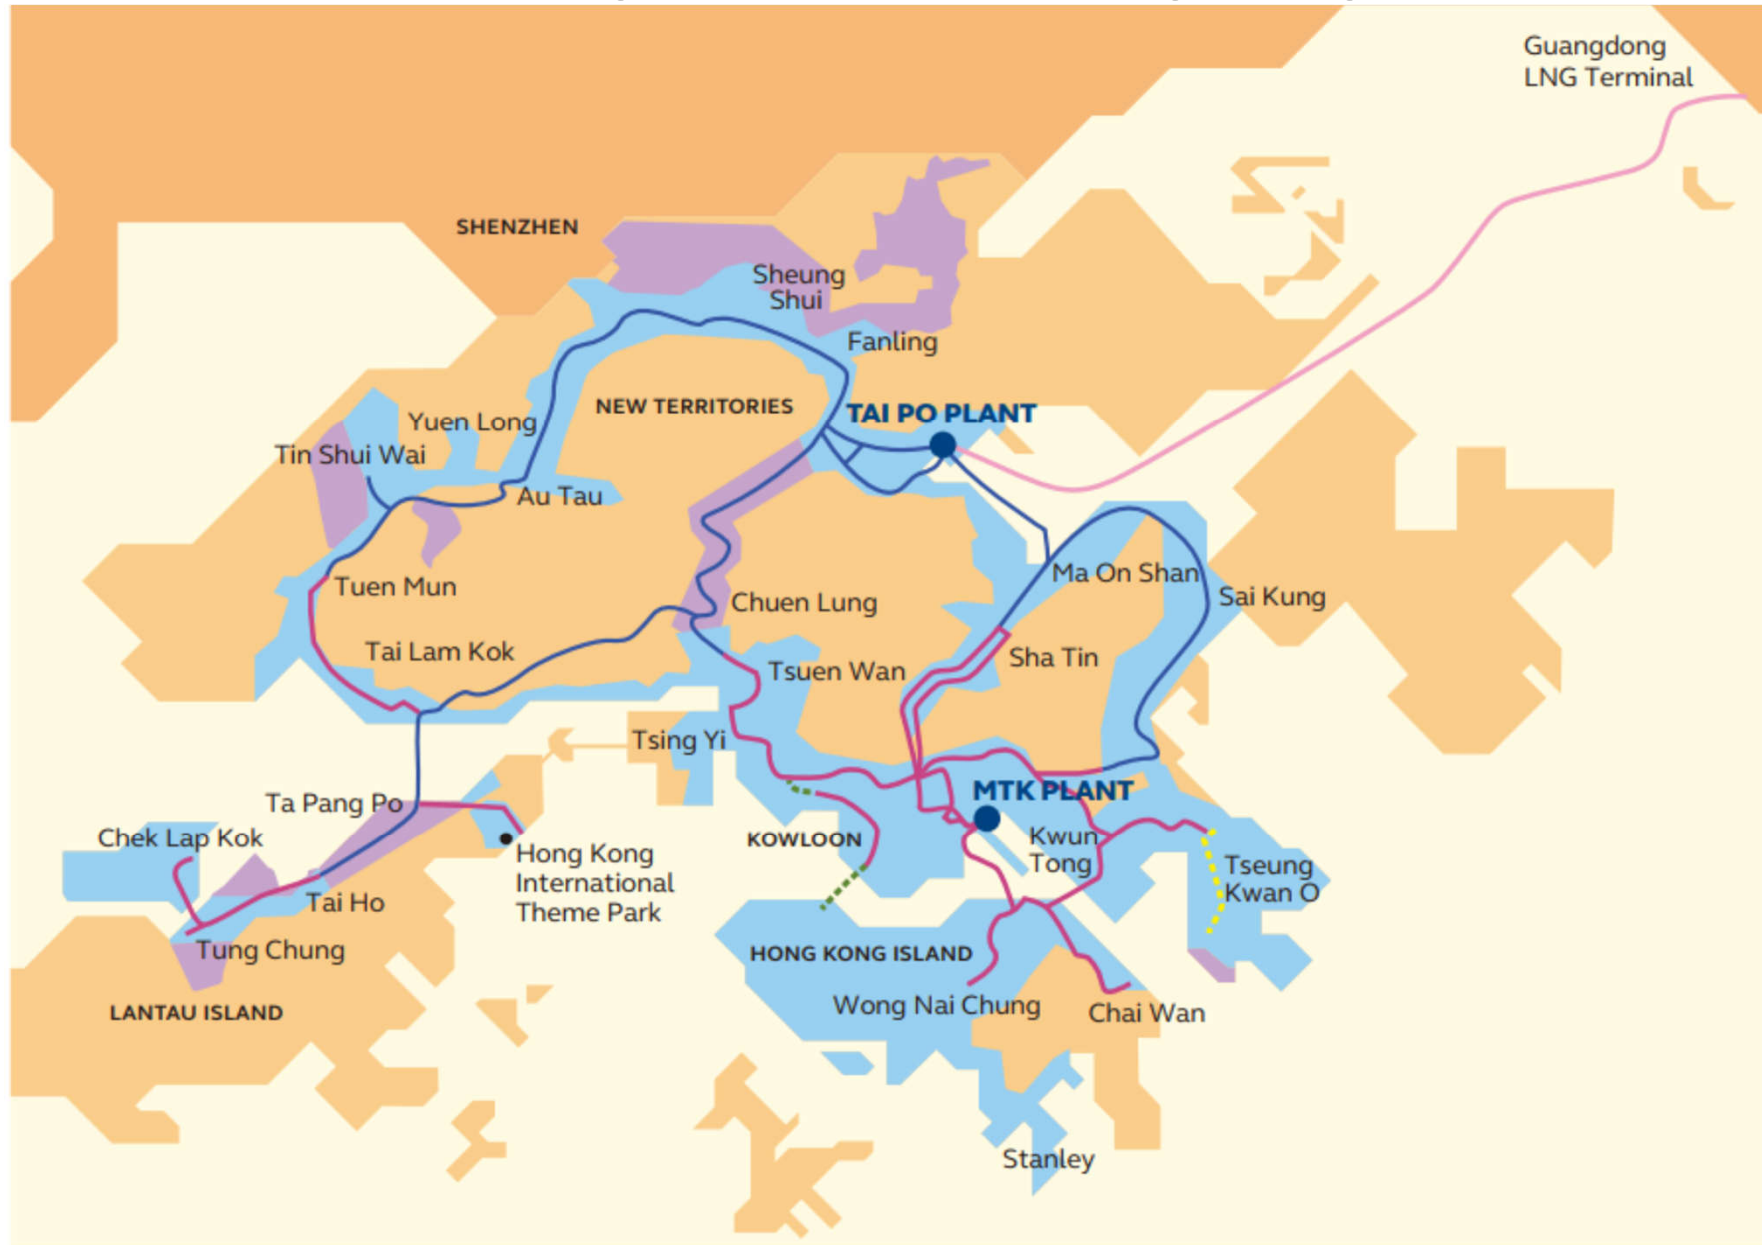 Guangdong
LNG Terminal
SHENZHEN
Sheung
Shui
Fanling
NEW TERRITORIES
TAI PO PLANT
Yuen Long
Tin Shui Wai
Au Tau
Ma On Shan
Tuen Mun
Chuen Lung
Sai Kung
Tai Lam Kok
Tsuen Wan
Sha Tin
Tsing Yi
MTK PLANT
Ta Pang Po
Chek Lap Kok
KOWLOON
Kwun
Tong
Hong Kong
International
Theme Park
Tseung
Kwan O
Tai Ho
Tung Chung
HONG KONG ISLAND
LANTAU ISLAND
Wong Nai Chung
Chai Wan
Stanley